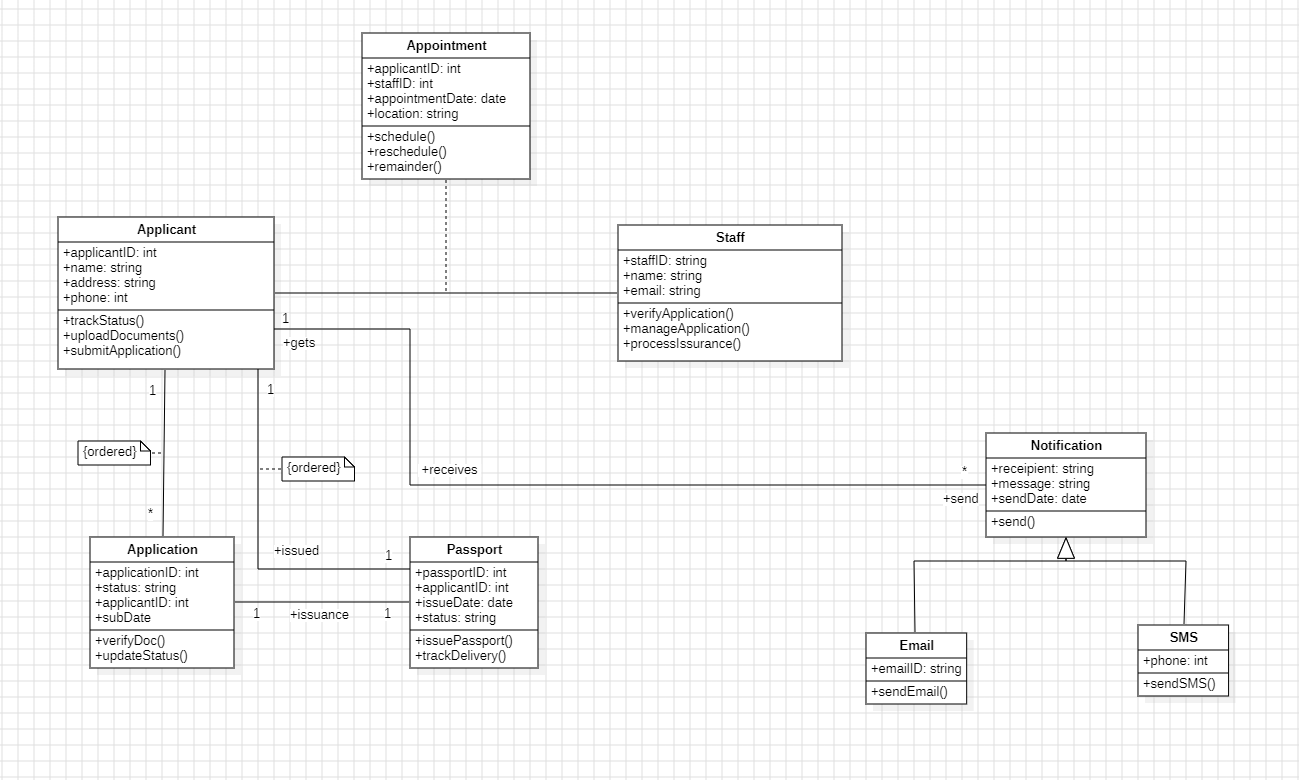 Appointment
+applicantID: int
+staffID: int
+appointmentDate: date
+location: string
+schedule()
+reschedule()
+remainder()
Applicant
+applicantID: int
+name: string
+address: string
+phone: int
+trackStatus()
+uploadDocuments()
+submitApplication()
Staff
+staffID: string
+name: string
+email: string
+verifyApplication()
+manageApplication()
+processIssurance()
1
+gets
1
1
{ordered}
{ordered}
+receives
*
+send
Notification
+receipient: string
+message: string
+sendDate: date
+send()
*
+issued
1
Application
+applicationID: int
+status: string
+applicantID: int
+subDate
+verifyDoc()
+updateStatus()
1
+issuance
1
Passport
+passportID: int
+applicantID: int
+issueDate: date
+status: string
+issuePassport()
+trackDelivery()
Email
+emailID: string
+sendEmail()
SMS
+phone: int
+sendSMS()